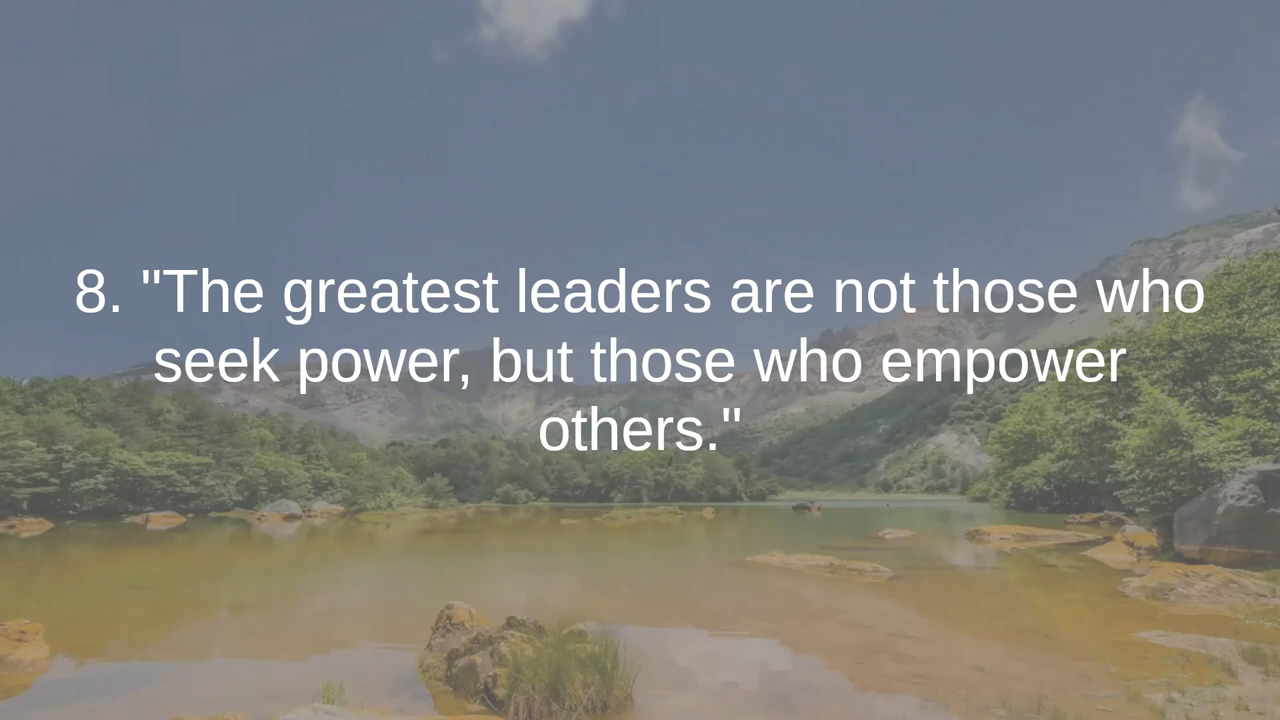 8. "The greatest leaders are not those who
seek power, but those who empower
others."